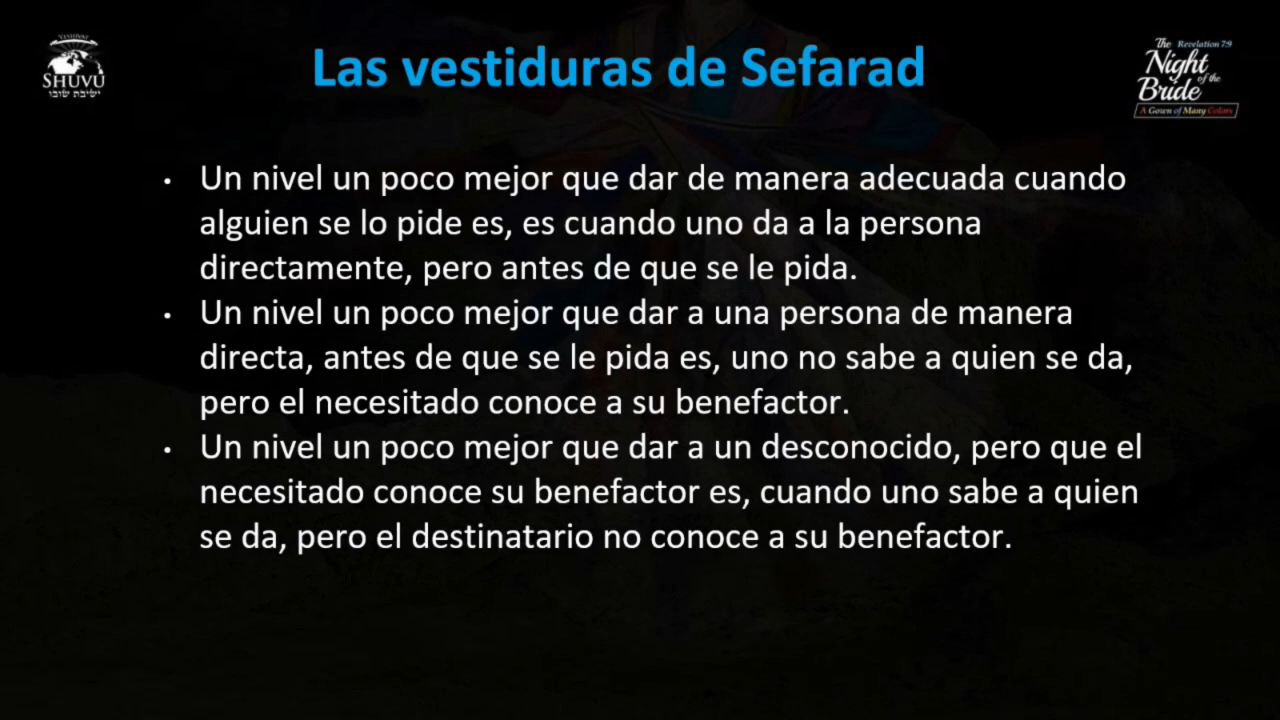 Las vestiduras de Sefarad
YESHIVAT
SHUVU
ישיבת שובו
The Revelation 7:9
Night
of the
Bride
A Gown of Many Colors
• Un nivel un poco mejor que dar de manera adecuada cuando
alguien se lo pide es, es cuando uno da a la persona
directamente, pero antes de que se le pida.
• Un nivel un poco mejor que dar a una persona de manera
directa, antes de que se le pida es, uno no sabe a quien se da,
pero el necesitado conoce a su benefactor.
• Un nivel un poco mejor que dar a un desconocido, pero que el
necesitado conoce su benefactor es, cuando uno sabe a quien
se da, pero el destinatario no conoce a su benefactor.